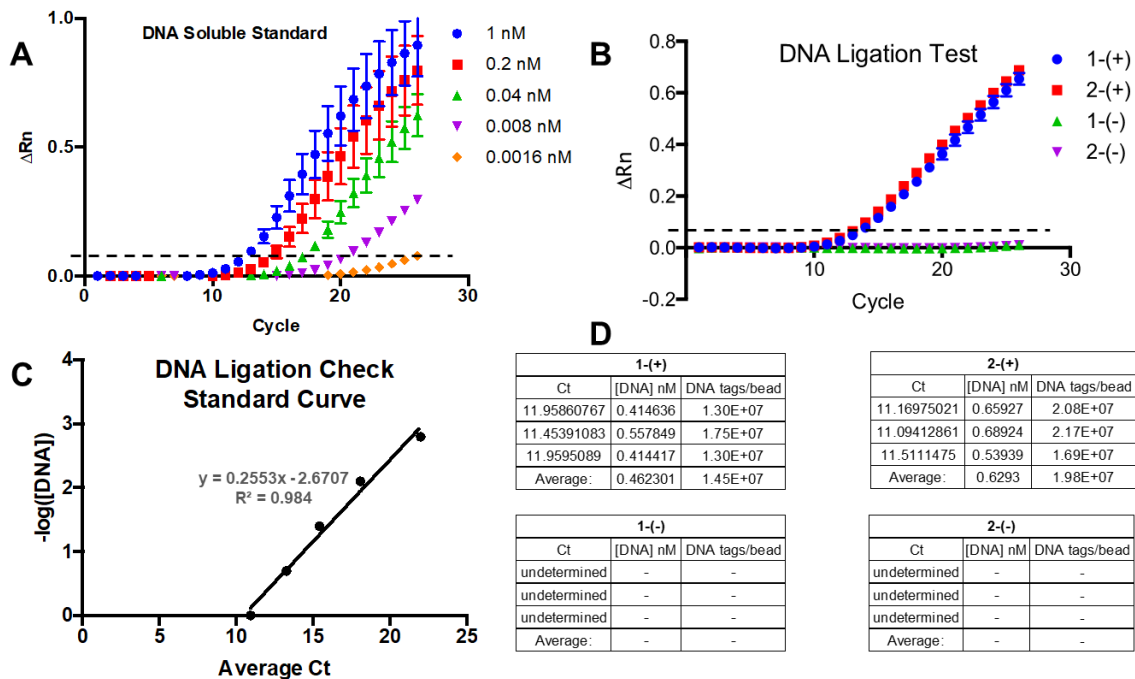 A
DNA Soluble Standard
1.0
0.5
0.0
ΔRn
0
10
20
30
Cycle
1 nM
0.2 nM
0.04 nM
0.008 nM
0.0016 nM
B
DNA Ligation Test
0.8
0.6
0.4
0.2
0.0
-0.2
ΔRn
10
20
30
Cycle
1-(+)
2-(+)
1-(-)
2-(-)
C
DNA Ligation Check
Standard Curve
4
3
2
1
0
-log([DNA])
y = 0.2553x - 2.6707
R² = 0.984
0
5
10
15
20
25
Average Ct
D
1-(+)
Ct [DNA] nM DNA tags/bead
11.95860767 0.414636 1.30E+07
11.45391083 0.557849 1.75E+07
11.9595089 0.414417 1.30E+07
Average: 0.462301 1.45E+07
2-(+)
Ct [DNA] nM DNA tags/bead
11.16975021 0.65927 2.08E+07
11.09412861 0.68924 2.17E+07
11.5111475 0.53939 1.69E+07
Average: 0.6293 1.98E+07
1-(-)
Ct [DNA] nM DNA tags/bead
undetermined - -
undetermined - -
undetermined - -
Average: - -
2-(-)
Ct [DNA] nM DNA tags/bead
undetermined - -
undetermined - -
undetermined - -
Average: - -